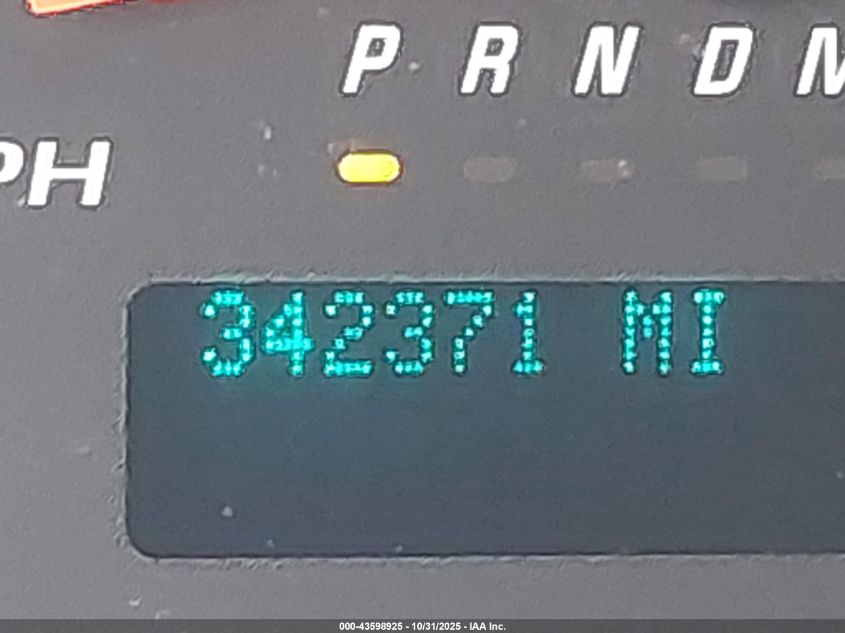 P R N D M
PH
342371 MI
000-43598925 - 10/31/2025 - IAA Inc.